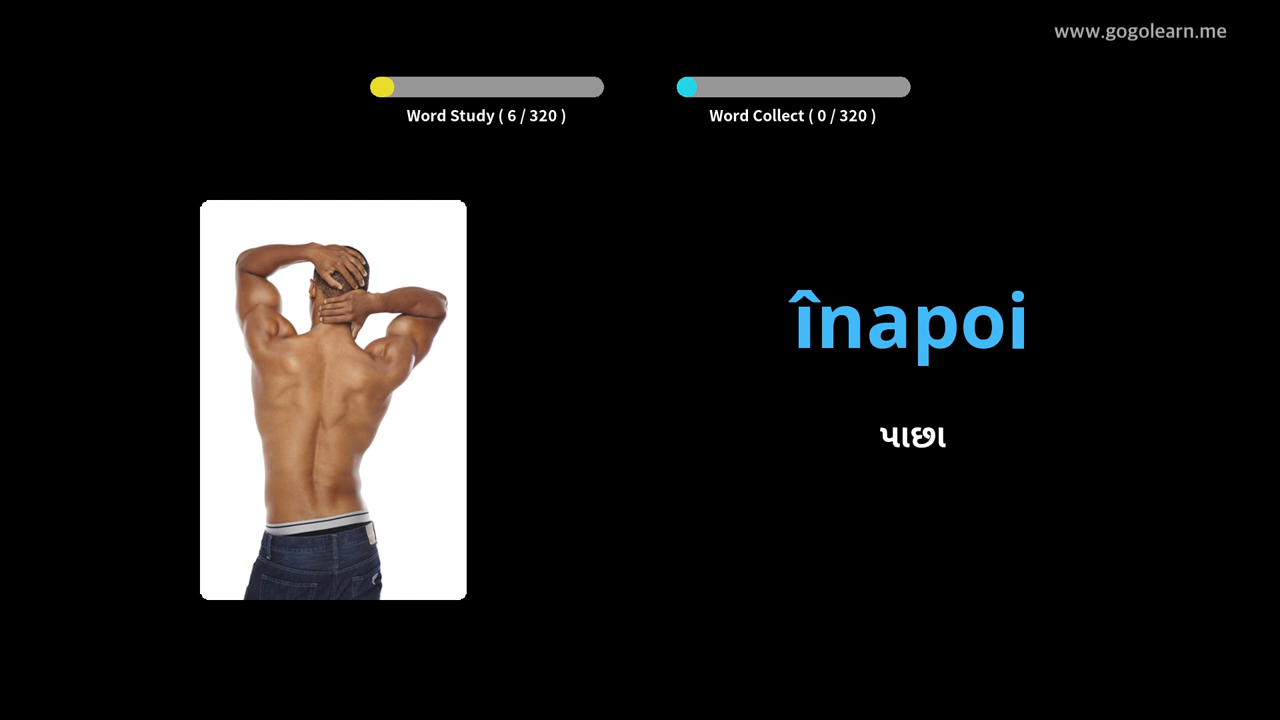 www.gogolearn.me
Word Study ( 6 / 320 )
Word Collect ( 0 / 320 )
înapoi
પાછા